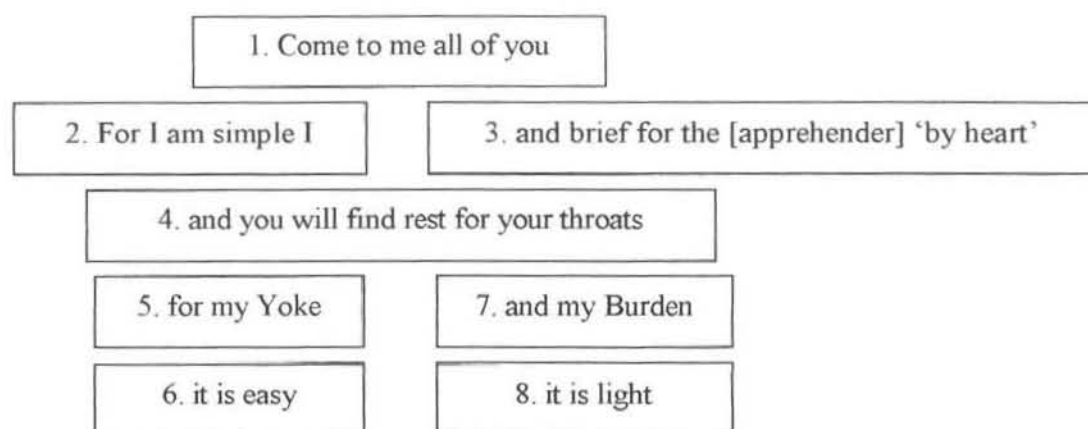 1. Come to me all of you
2. For I am simple I
3. and brief for the [apprehender] ‘by heart’
4. and you will find rest for your throats
5. for my Yoke
7. and my Burden
6. it is easy
8. it is light